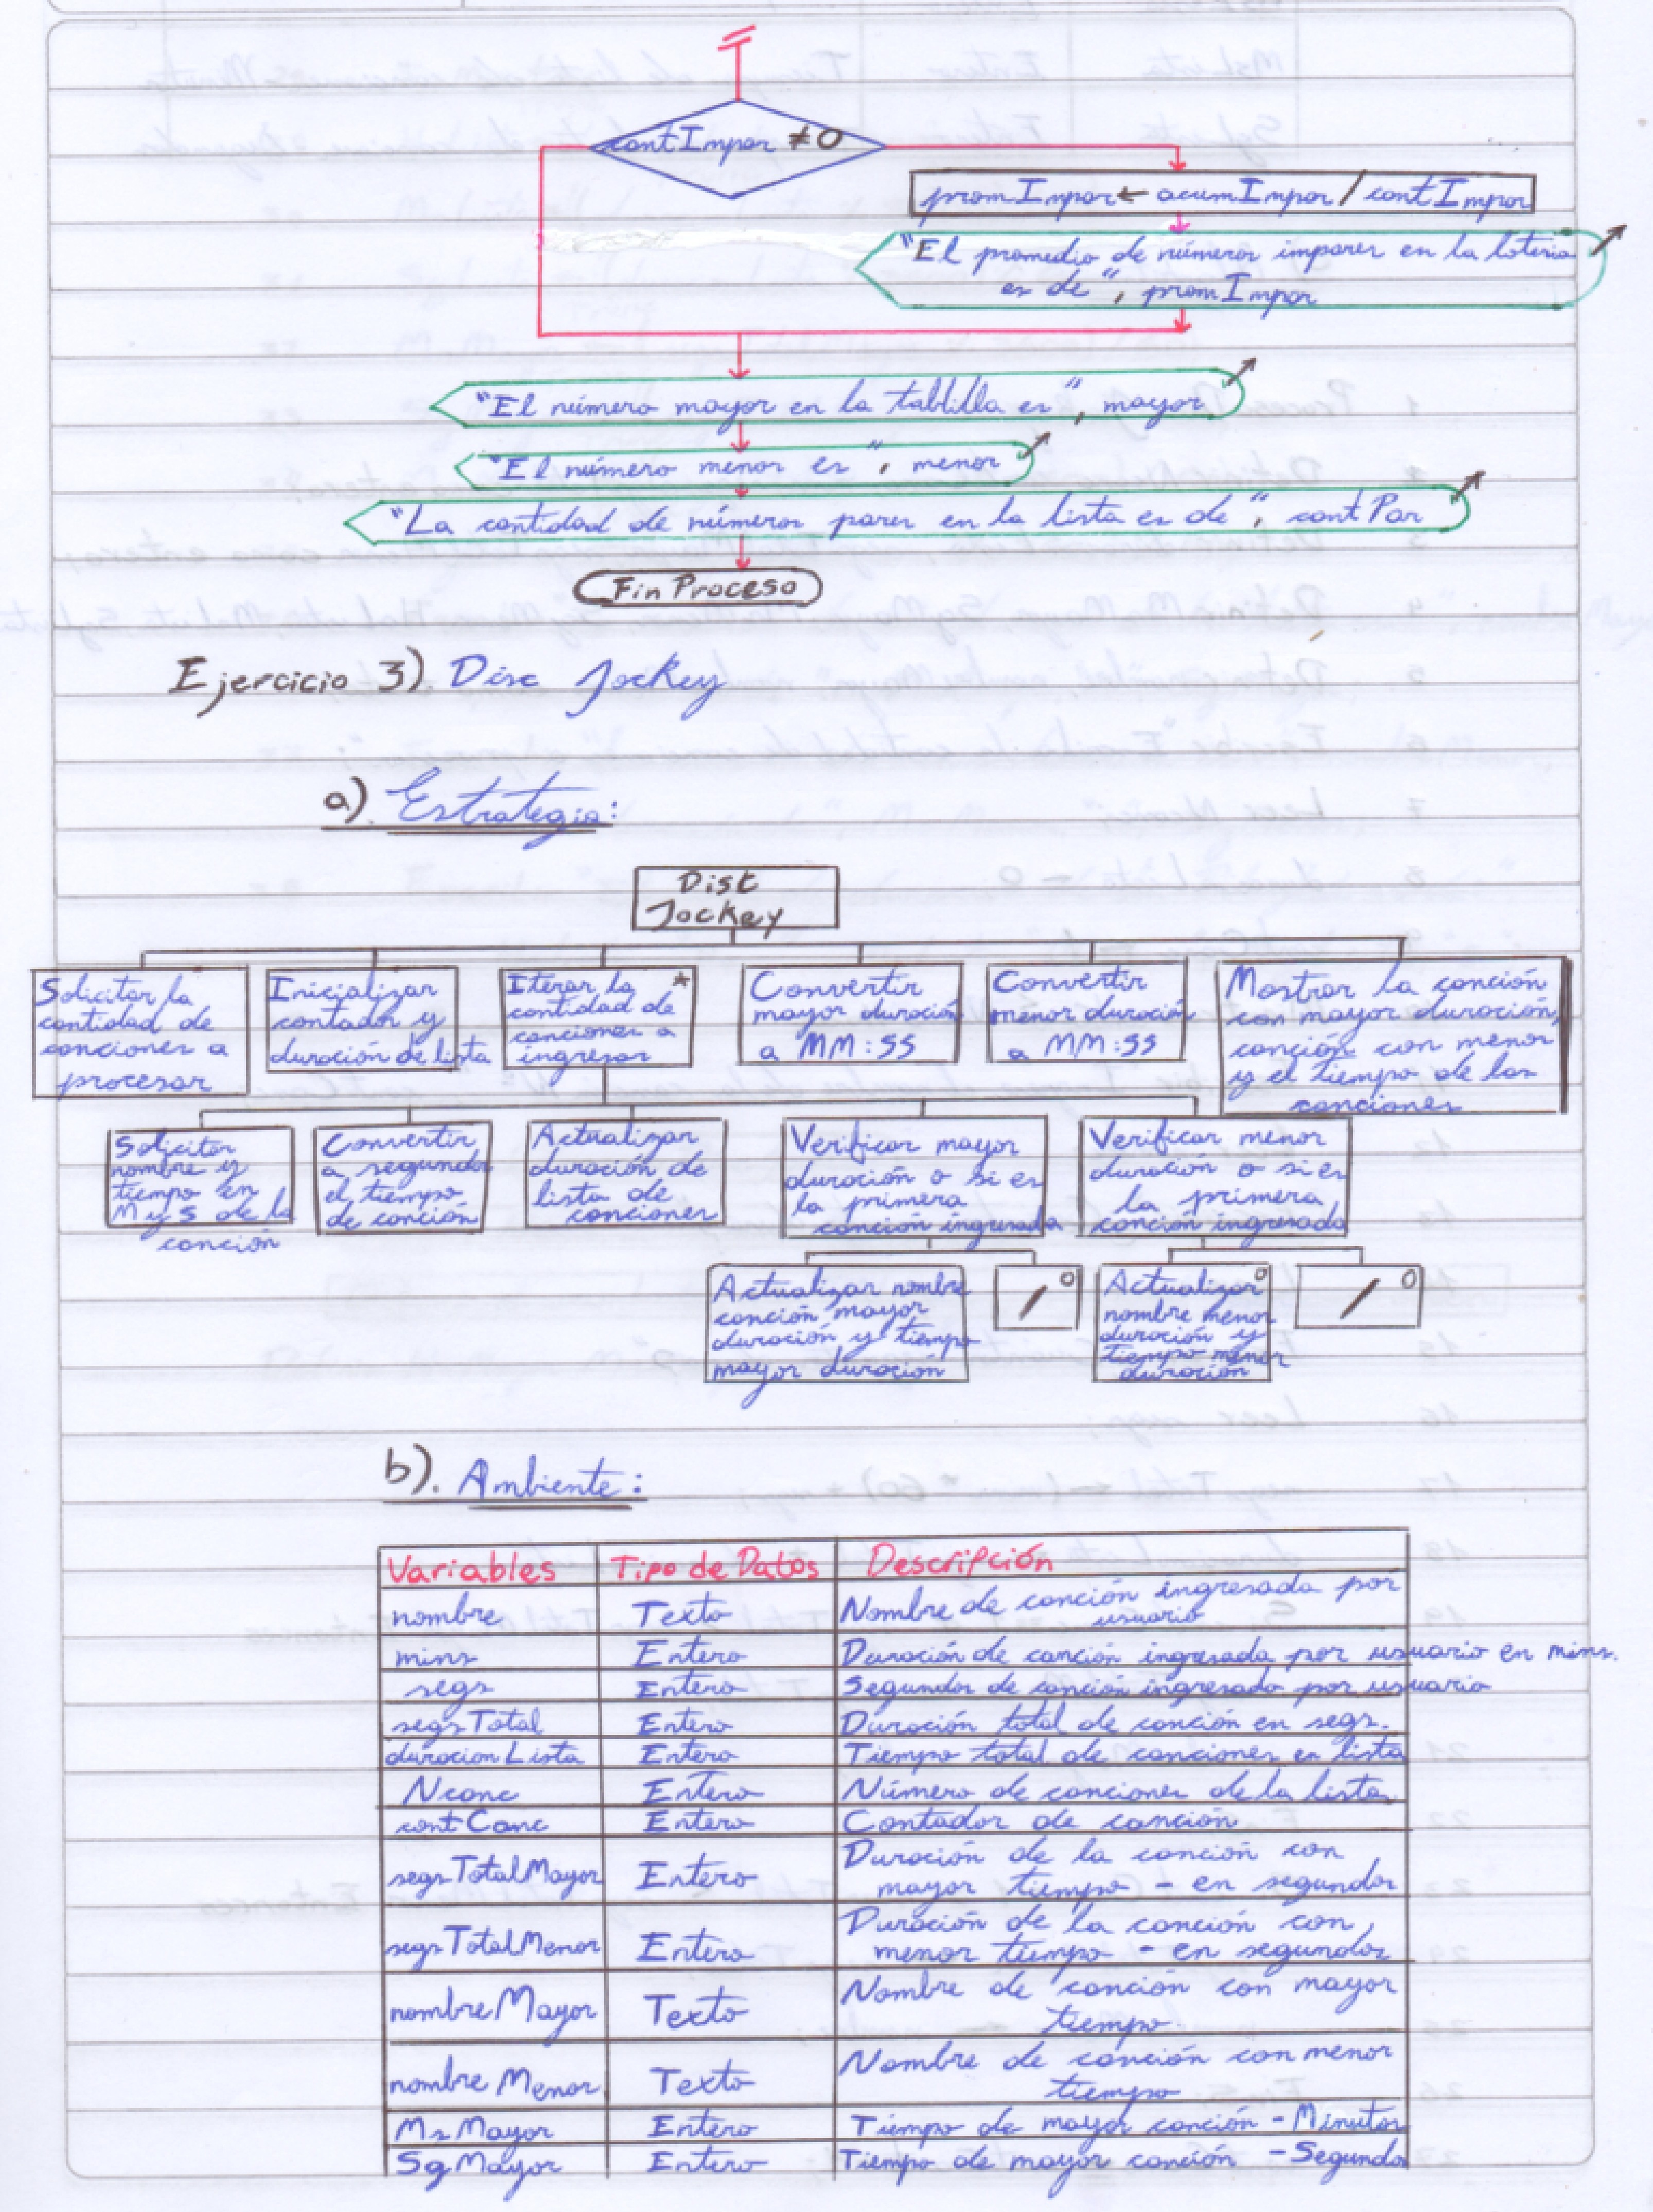 contImpar ≠ 0
promImpar ← acumImpar / contImpar
"El promedio de números impares en la loteria
es de", promImpar
"El número mayor en la tablilla es", mayor
"El número menor es", menor
"La cantidad de números pares en la lista es de", contPar
Fin Proceso
Ejercicio 3) Disc Jockey
a). Estrategia:
Dist
Jockey
Solicitar la
cantidad de
canciones a
procesar
Inicializar
contador y
duración de lista
Iterar la *
cantidad de
canciones a
ingresar
Convertir
mayor duración
a MM:SS
Convertir
menor duración
a MM:SS
Mostrar la canción
con mayor duración,
canción con menor
y el tiempo de las
canciones
Solicitar
nombre y
tiempo en
M y S de la
canción
Convertir
a segundos
el tiempo
de canción
Actualizar
duración de
lista de
canciones
Verificar mayor
duración o si es
la primera
canción ingresada
Verificar menor
duración o si es
la primera
canción ingresada
Actualizar nombre
canción mayor
duración y tiempo
mayor duración
/ o
Actualizar o
nombre menor
duración y
tiempo menor
duración
/ o
b). Ambiente:
Variables Tipo de Datos Descripción
nombre Texto Nombre de canción ingresada por
usuario
mins Entero Duración de canción ingresada por usuario en mins.
segs Entero Segundos de canción ingresado por usuario
segsTotal Entero Duración total de canción en segs.
duracionLista Entero Tiempo total de canciones en lista
Nconc Entero Número de canciones de la lista
contCanc Entero Contador de canción
segsTotalMayor Entero Duración de la canción con
mayor tiempo - en segundos
segsTotalMenor Entero Duración de la canción con
menor tiempo - en segundos
nombreMayor Texto Nombre de canción con mayor
tiempo.
nombreMenor Texto Nombre de canción con menor
tiempo
MsMayor Entero Tiempo de mayor canción - Minutos
SgMayor Entero Tiempo de mayor canción - Segundos